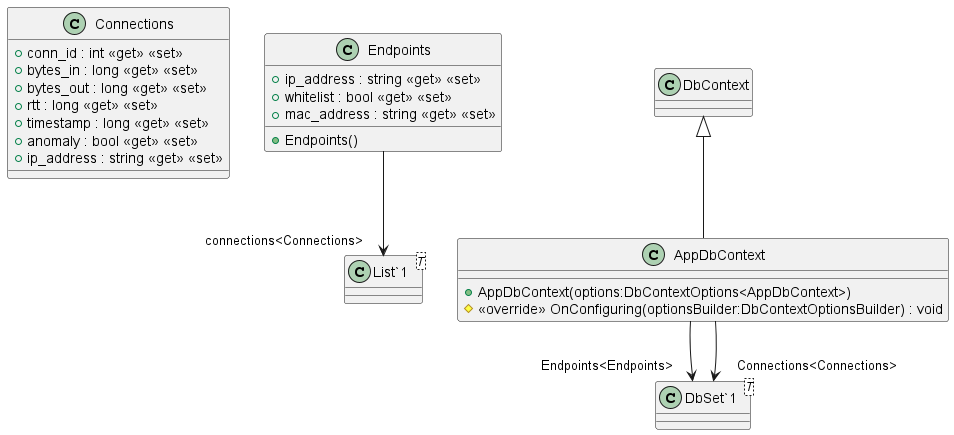 C Connections
conn_id : int «get» «set»
bytes_in : long «get» «set»
bytes_out : long «get» «set»
rtt : long «get» «set»
timestamp : long «get» «set»
anomaly : bool «get» «set»
ip_address : string «get» «set»
C Endpoints
ip_address : string «get» «set»
whitelist : bool «get» «set»
mac_address : string «get» «set»
Endpoints()
C DbContext
connections<Connections>
C List`1 T
C AppDbContext
AppDbContext(options:DbContextOptions<AppDbContext>)
«override» OnConfiguring(optionsBuilder:DbContextOptionsBuilder) : void
Endpoints<Endpoints>
Connections<Connections>
C DbSet`1 T